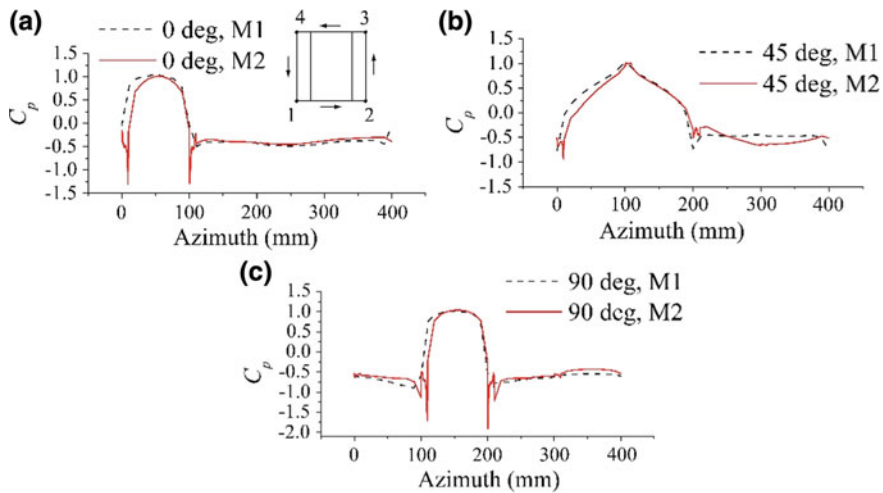 (a)
0 deg, M1
0 deg, M2
4 3
1 2
1.5
1.0
0.5
0.0
-0.5
-1.0
-1.5
C_p
0 100 200 300 400
Azimuth (mm)
(b)
45 deg, M1
45 deg, M2
1.5
1.0
0.5
0.0
-0.5
-1.0
-1.5
C_p
0 100 200 300 400
Azimuth (mm)
(c)
90 deg, M1
90 deg, M2
1.5
1.0
0.5
0.0
-0.5
-1.0
-1.5
-2.0
C_p
0 100 200 300 400
Azimuth (mm)